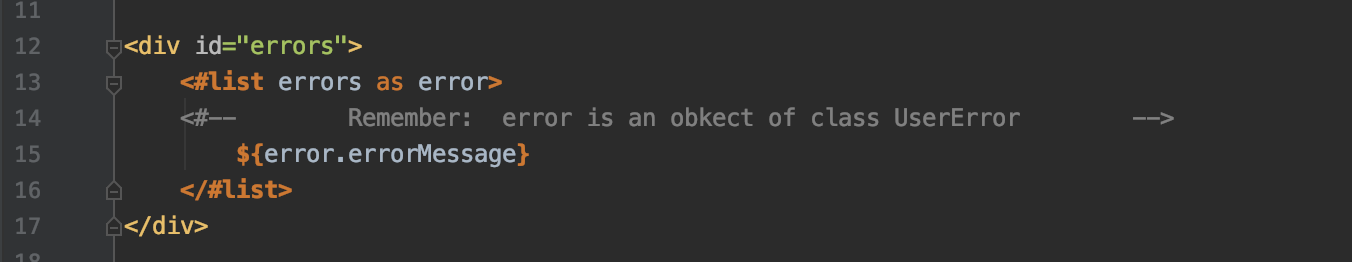 11
12 <div id="errors">
13 <#list errors as error>
14 <#-- Remember: error is an obkect of class UserError -->
15 ${error.errorMessage}
16 </#list>
17 </div>
18